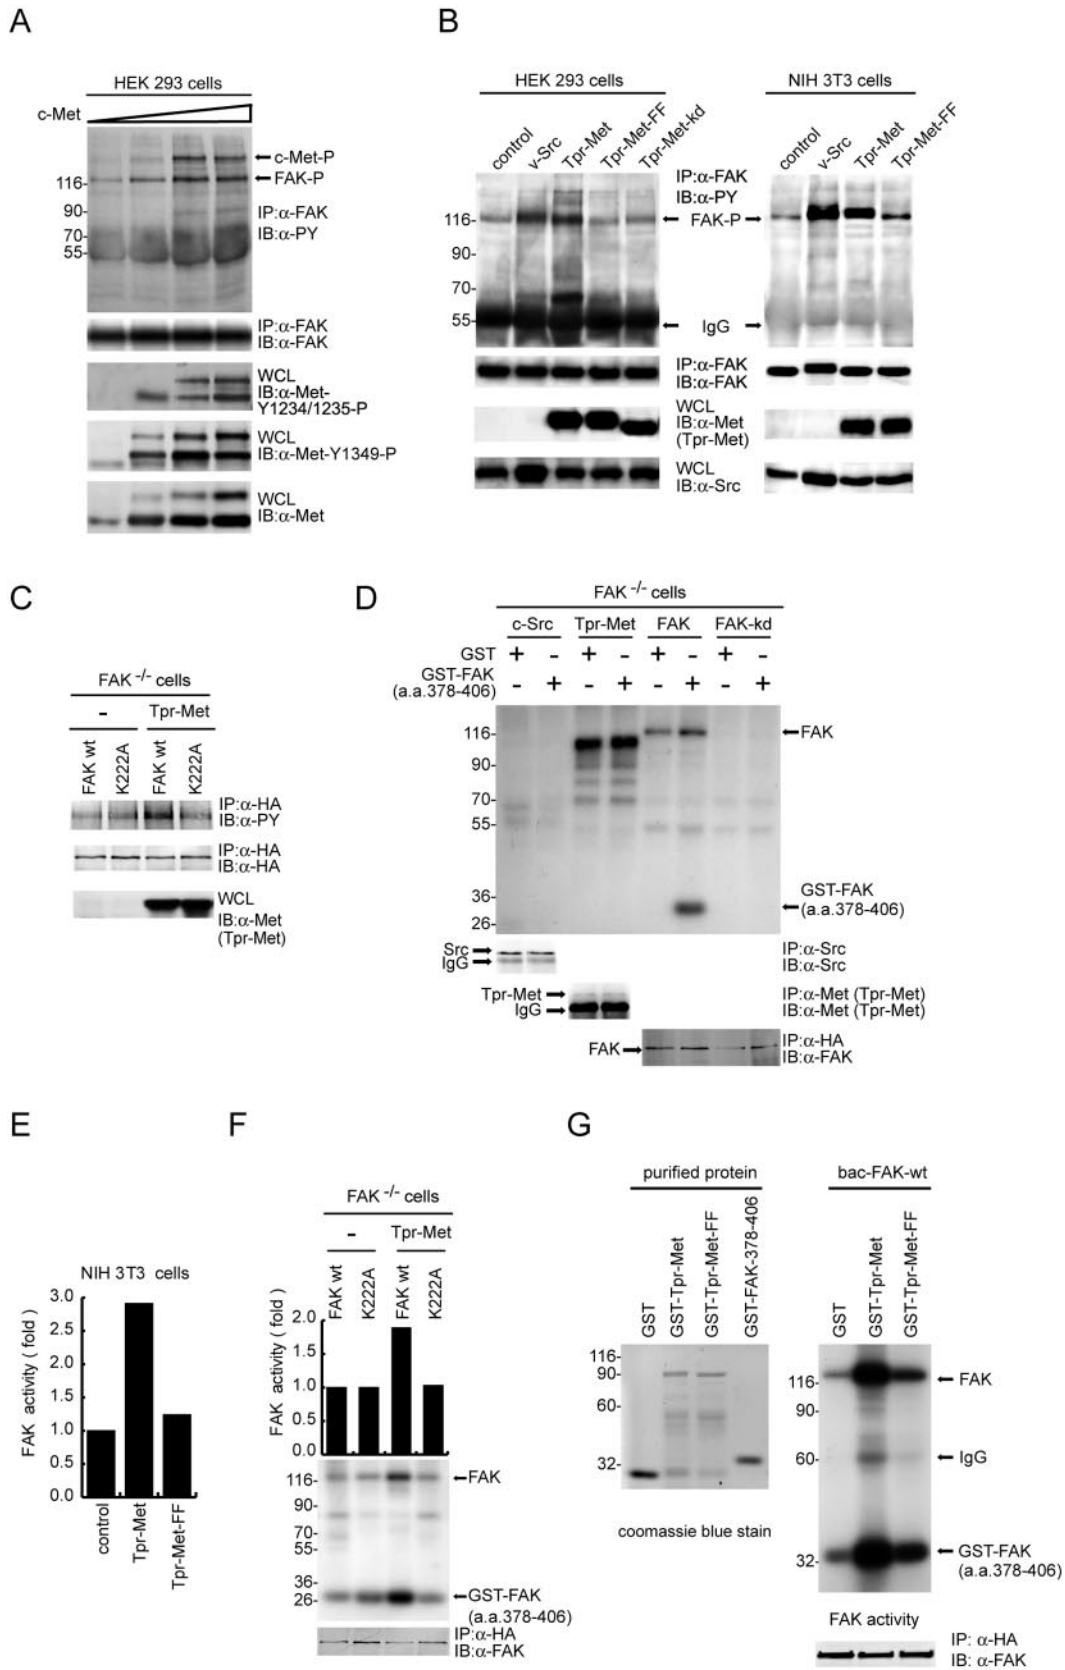 A
HEK 293 cells
c-Met
c-Met-P
116-
FAK-P
90-
IP:α-FAK
70-
IB:α-PY
55-
IP:α-FAK
IB:α-FAK
WCL
IB:α-Met-
Y1234/1235-P
WCL
IB:α-Met-Y1349-P
WCL
IB:α-Met
B
HEK 293 cells
NIH 3T3 cells
control
v-Src
Tpr-Met
Tpr-Met-FF
Tpr-Met-kd
control
v-Src
Tpr-Met
Tpr-Met-FF
IP:α-FAK
IB:α-PY
116-
FAK-P
90-
70-
55-
IgG
IP:α-FAK
IB:α-FAK
WCL
IB:α-Met
(Tpr-Met)
WCL
IB:α-Src
C
FAK -/- cells
- Tpr-Met
FAK wt
K222A
FAK wt
K222A
IP:α-HA
IB:α-PY
IP:α-HA
IB:α-HA
WCL
IB:α-Met
(Tpr-Met)
D
FAK -/- cells
c-Src Tpr-Met FAK FAK-kd
GST + - + - + - + -
GST-FAK
(a.a.378-406) - + - + - + - +
116-
FAK
90-
70-
55-
36-
GST-FAK
(a.a.378-406)
26-
Src
IgG
IP:α-Src
IB:α-Src
Tpr-Met
IgG
IP:α-Met (Tpr-Met)
IB:α-Met (Tpr-Met)
FAK
IP:α-HA
IB:α-FAK
E
NIH 3T3 cells
FAK activity ( fold )
3.0
2.0
1.5
1.0
0.5
0.0
control
Tpr-Met
Tpr-Met-FF
F
FAK -/- cells
- Tpr-Met
FAK wt
K222A
FAK wt
K222A
FAK activity ( fold )
2.0
1.5
1.0
0.5
0.0
116-
FAK
90-
70-
55-
36-
26-
GST-FAK
(a.a.378-406)
IP:α-HA
IB:α-FAK
G
purified protein
GST
GST-Tpr-Met
GST-Tpr-Met-FF
GST-FAK-378-406
116-
90-
60-
32-
coomassie blue stain
bac-FAK-wt
GST
GST-Tpr-Met
GST-Tpr-Met-FF
116-
FAK
90-
60-
IgG
32-
GST-FAK
(a.a.378-406)
FAK activity
IP: α-HA
IB: α-FAK